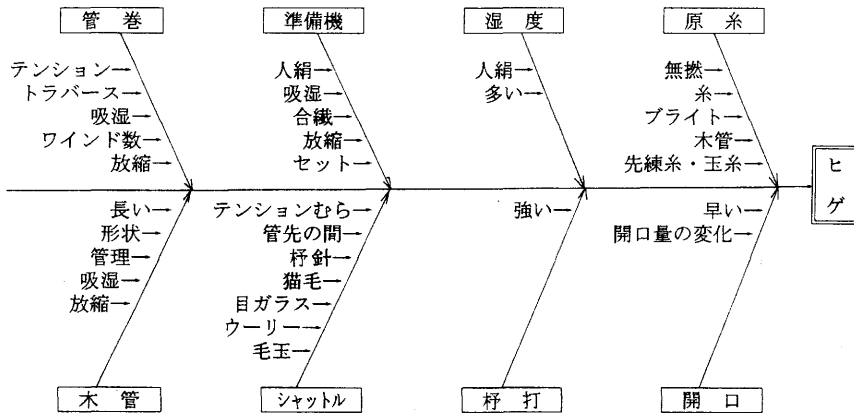 管巻
準備機
湿度
原糸
テンション
トラバース
吸湿
ワインド数
放縮
人絹
吸湿
合繊
放縮
セット
人絹
多い
無撚
糸
ブライト
木管
先練糸・玉糸
ヒゲ
長い
形状
管理
吸湿
放縮
テンションむら
管先の間
杼針
猫毛
目ガラス
ウーリー
毛玉
強い
早い
開口量の変化
木管
シャットル
杼打
開口